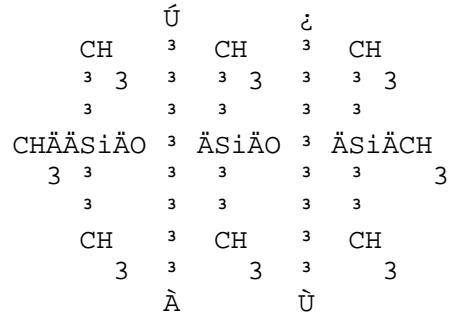 Ú ¿
CH ³ CH ³ CH
³ 3 ³ ³ 3 ³ ³ 3
³ ³ ³ ³ ³
CHÄÄSiÄO ³ ÄSiÄO ³ ÄSiÄCH
3 ³ ³ ³ ³ ³ 3
³ ³ ³ ³ ³
CH ³ CH ³ CH
3 ³ 3 ³ 3
À Ù